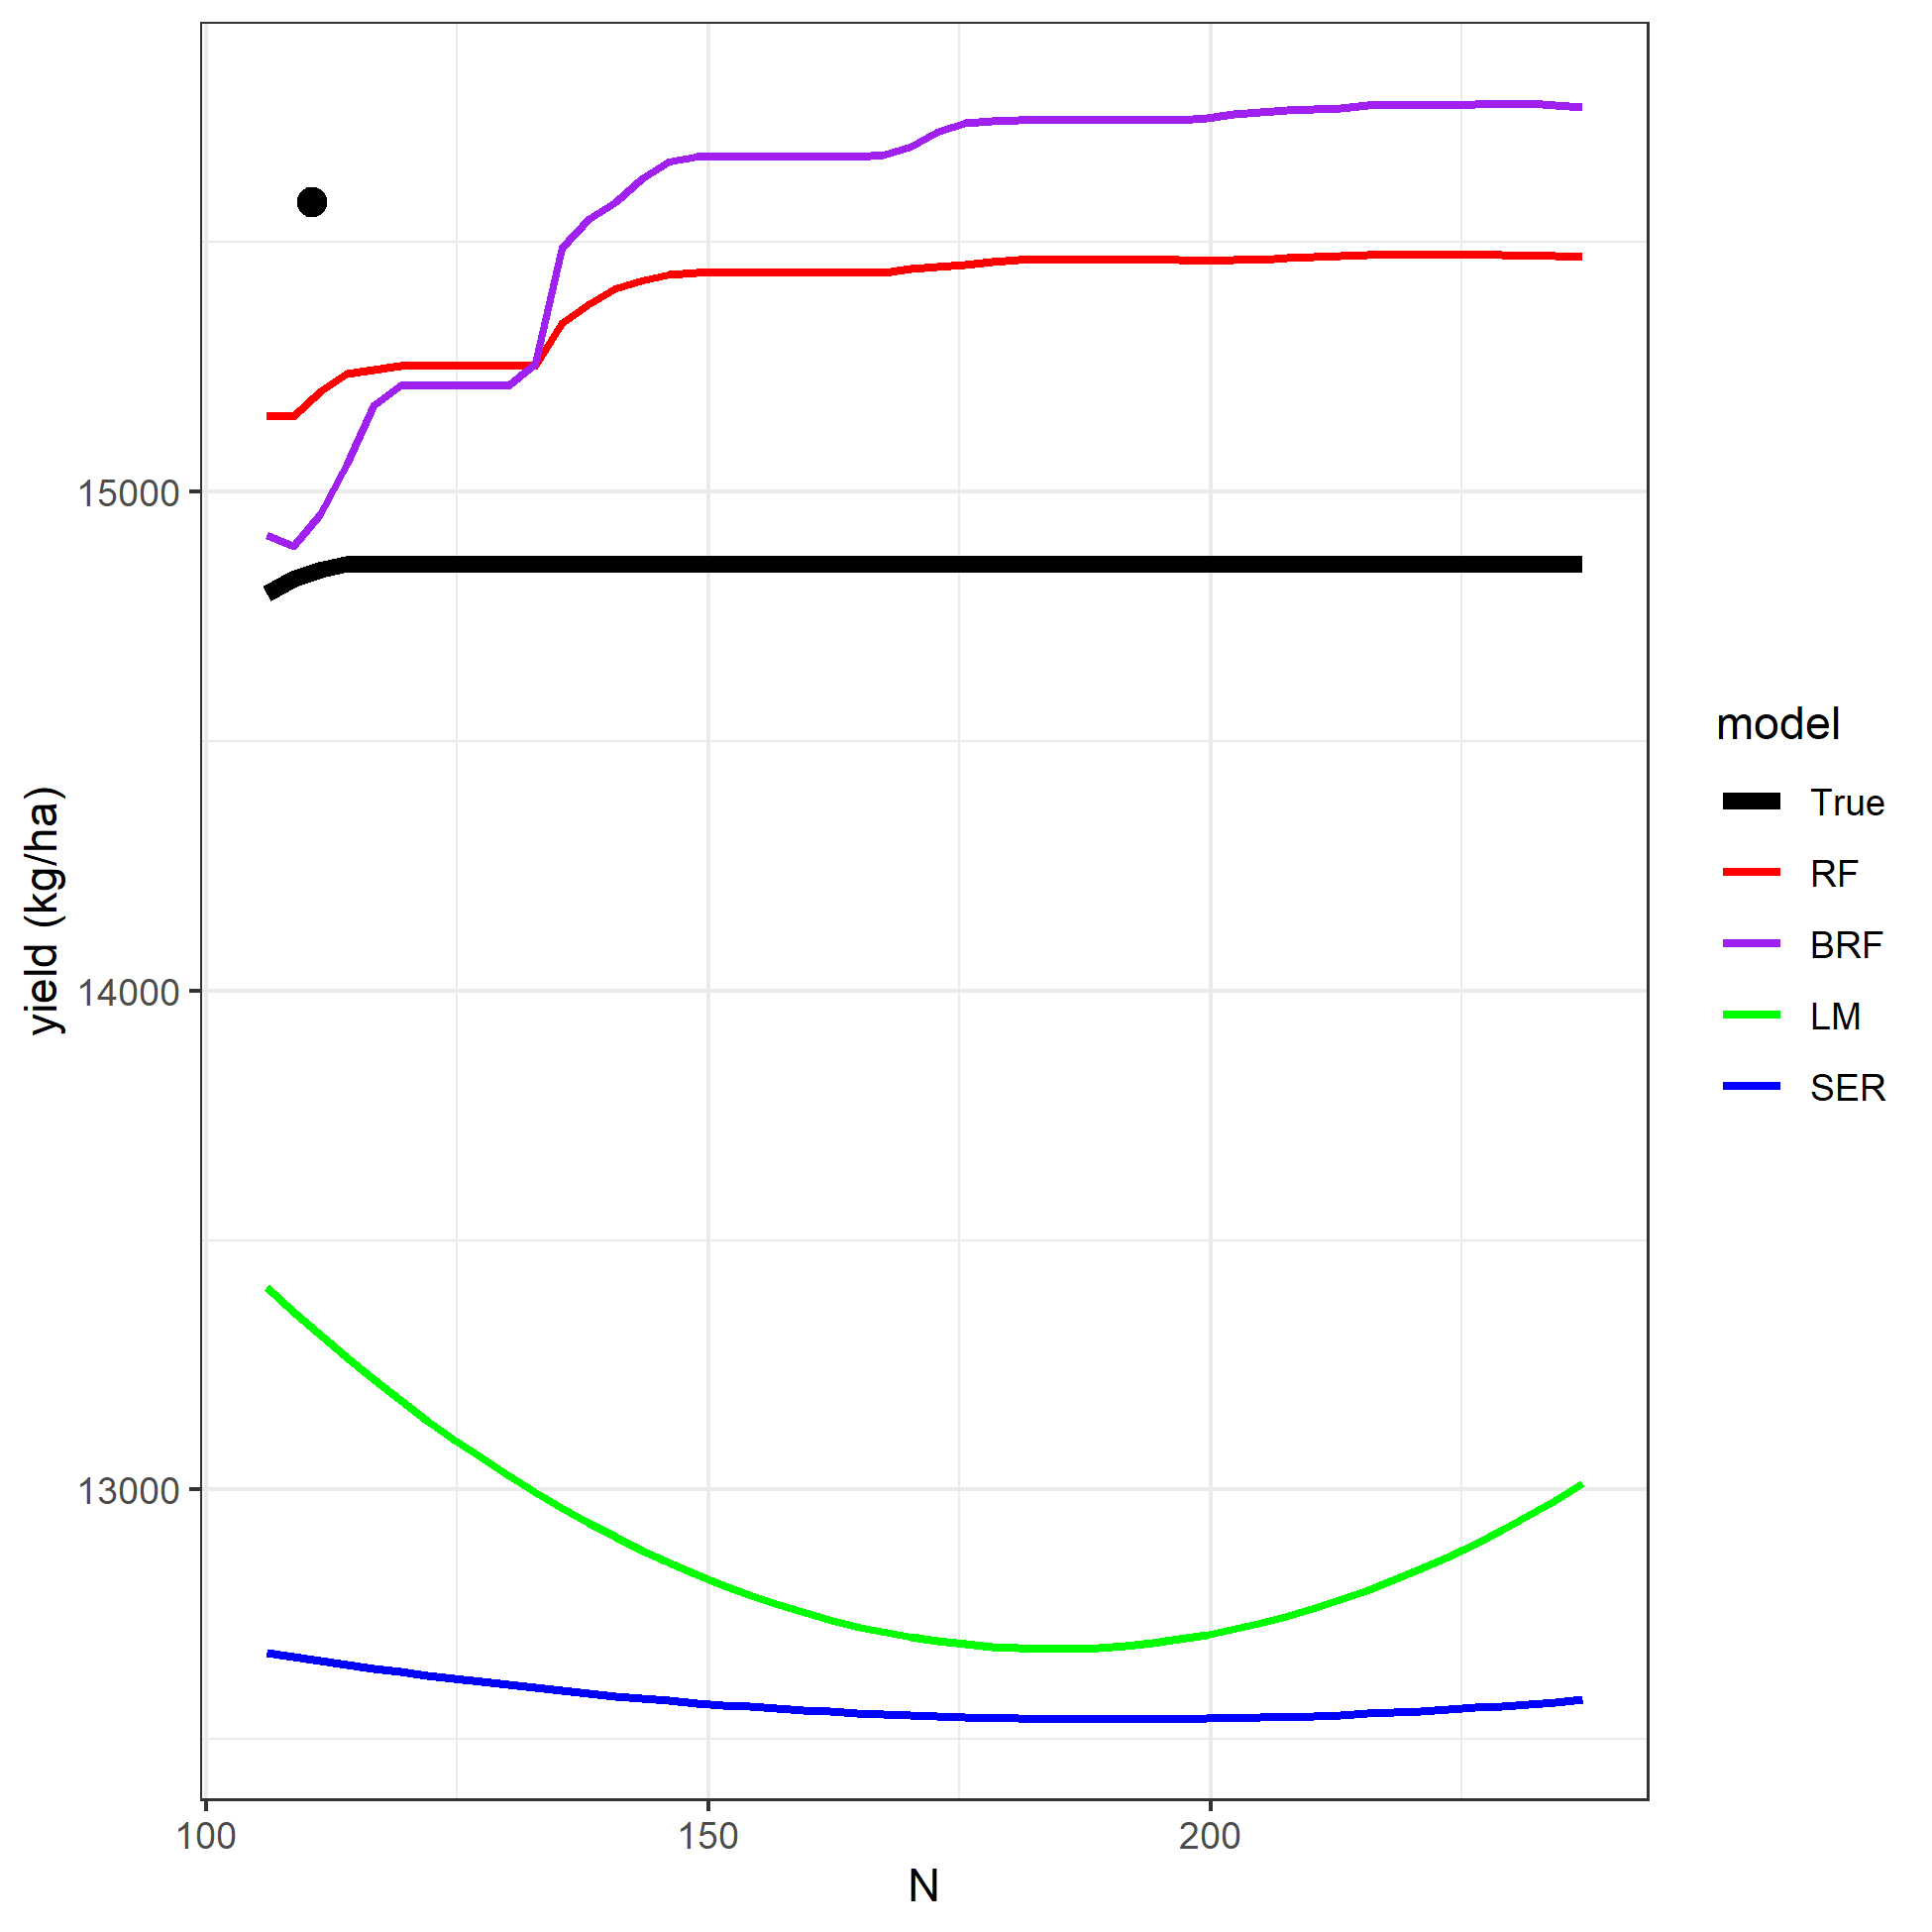 15000
14000
13000
yield (kg/ha)
100
150
200
N
model
True
RF
BRF
LM
SER